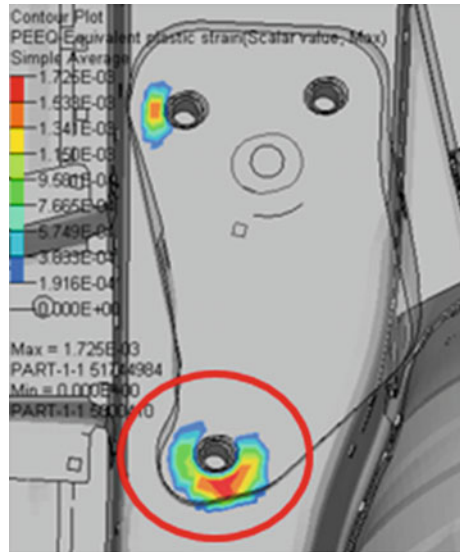 Contour Plot
PEEQ-Equivalent plastic strain(Scalar value, Max)
Simple Average
1.725E-03
1.533E-03
1.341E-03
1.150E-03
9.581E-04
7.665E-04
5.749E-04
3.833E-04
1.916E-04
0.000E+00
Max = 1.725E-03
PART-1-1
Min = 0.000E+00
PART-1-1